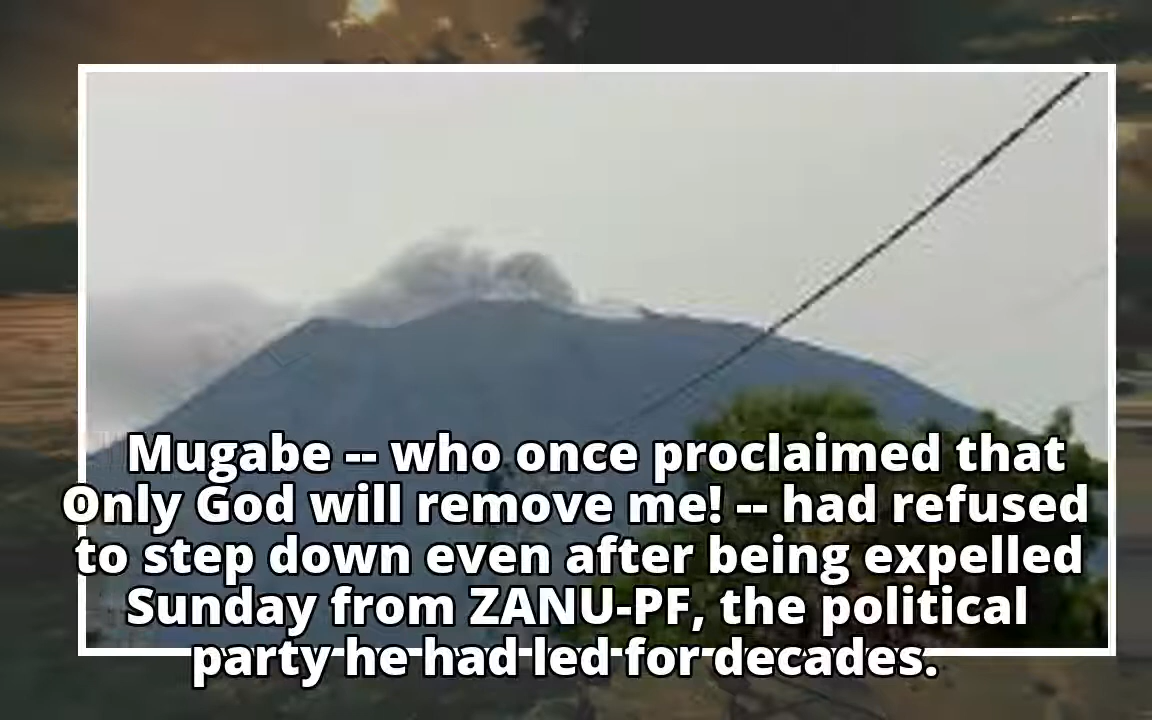 Mugabe -- who once proclaimed that
Only God will remove me! -- had refused
to step down even after being expelled
Sunday from ZANU-PF, the political
party he had led for decades.